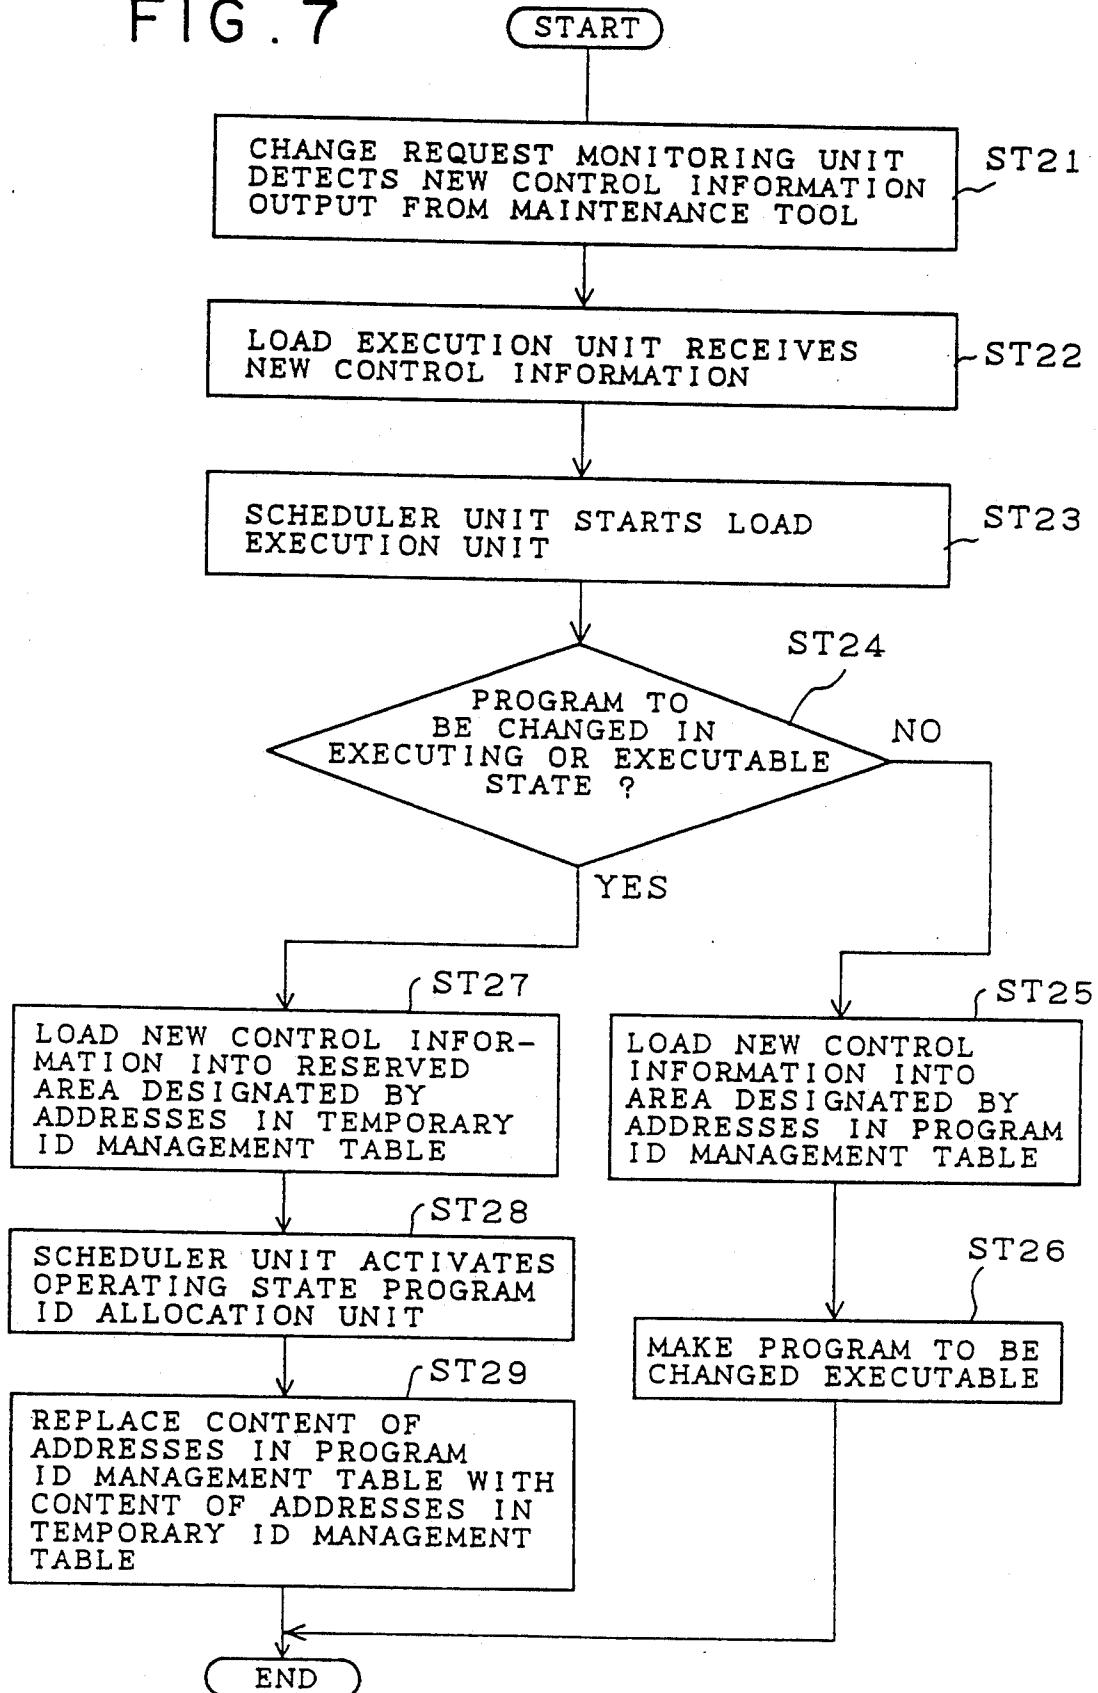 FIG. 7
START
CHANGE REQUEST MONITORING UNIT
DETECTS NEW CONTROL INFORMATION
OUTPUT FROM MAINTENANCE TOOL
ST21
LOAD EXECUTION UNIT RECEIVES
NEW CONTROL INFORMATION
ST22
SCHEDULER UNIT STARTS LOAD
EXECUTION UNIT
ST23
ST24
PROGRAM TO
BE CHANGED IN
EXECUTING OR EXECUTABLE
STATE ?
NO
YES
ST27
LOAD NEW CONTROL INFOR-
MATION INTO RESERVED
AREA DESIGNATED BY
ADDRESSES IN TEMPORARY
ID MANAGEMENT TABLE
ST28
SCHEDULER UNIT ACTIVATES
OPERATING STATE PROGRAM
ID ALLOCATION UNIT
ST29
REPLACE CONTENT OF
ADDRESSES IN PROGRAM
ID MANAGEMENT TABLE WITH
CONTENT OF ADDRESSES IN
TEMPORARY ID MANAGEMENT
TABLE
ST25
LOAD NEW CONTROL
INFORMATION INTO
AREA DESIGNATED BY
ADDRESSES IN PROGRAM
ID MANAGEMENT TABLE
ST26
MAKE PROGRAM TO BE
CHANGED EXECUTABLE
END